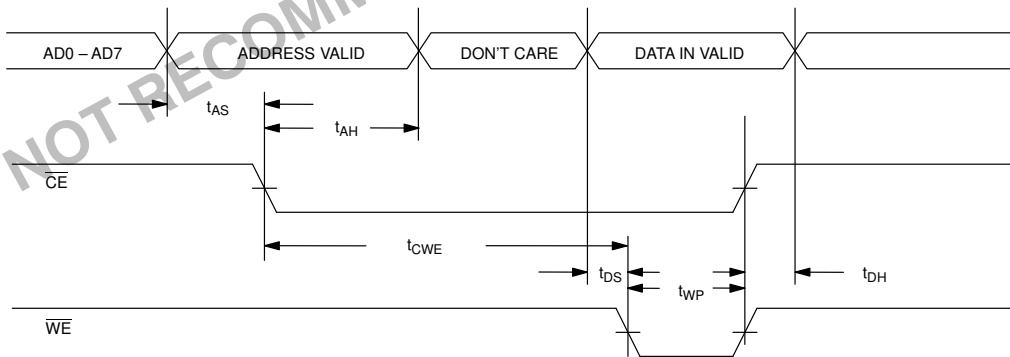 NOT RECOMM
AD0 – AD7 ADDRESS VALID DON'T CARE DATA IN VALID
tAS
tAH
CE
tCWE
tDS tWP tDH
WE